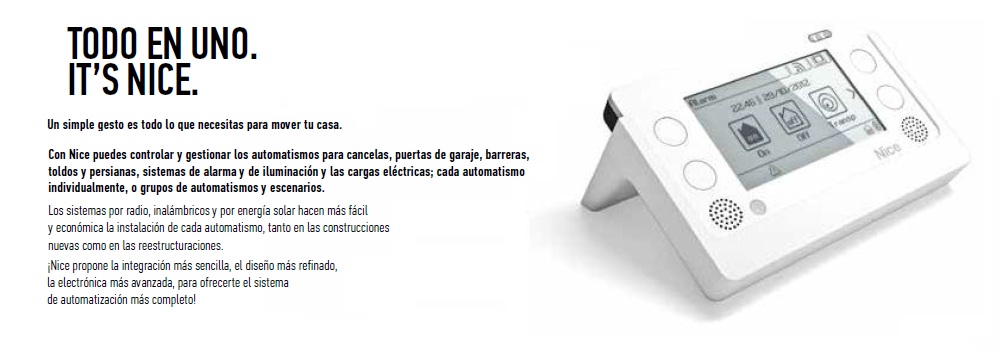 TODO EN UNO.
IT'S NICE.
Un simple gesto es todo lo que necesitas para mover tu casa.
Con Nice puedes controlar y gestionar los automatismos para cancelas, puertas de garaje, barreras,
toldos y persianas, sistemas de alarma y de iluminación y las cargas eléctricas; cada automatismo
individualmente, o grupos de automatismos y escenarios.
Los sistemas por radio, inalámbricos y por energía solar hacen más fácil
y económica la instalación de cada automatismo, tanto en las construcciones
nuevas como en las reestructuraciones.
¡Nice propone la integración más sencilla, el diseño más refinado,
la electrónica más avanzada, para ofrecerte el sistema
de automatización más completo!
Alarm
22:46 | 29/10/2012
On
Off
Transp
Nice